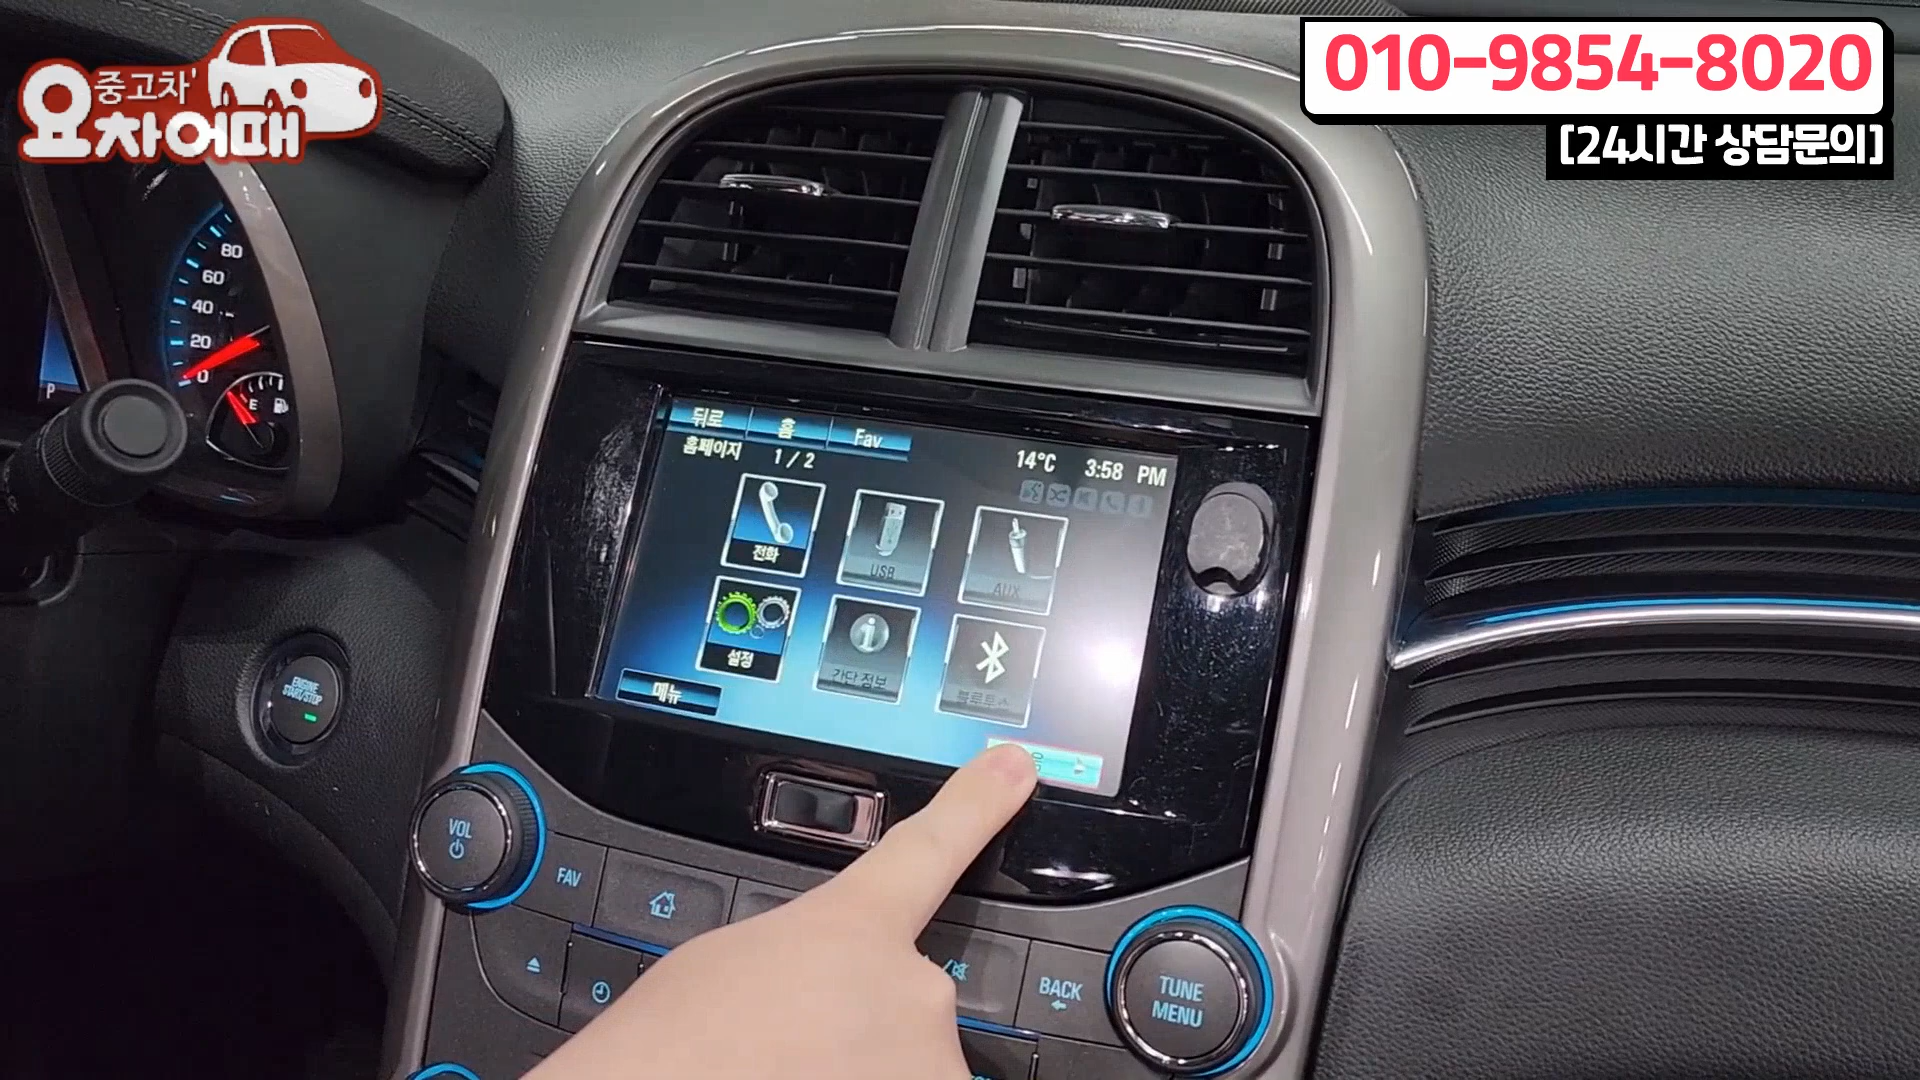 중고차'
요차어때
010-9854-8020
[24시간 상담문의]
80
60
40
20
0
E
P
뒤로 홈 Fav
홈페이지 1 / 2 14°C 3:58 PM
전화 USB AUX
설정 간단 정보 블루투스
메뉴
ENGINE
START/STOP
VOL
FAV
BACK
TUNE
MENU